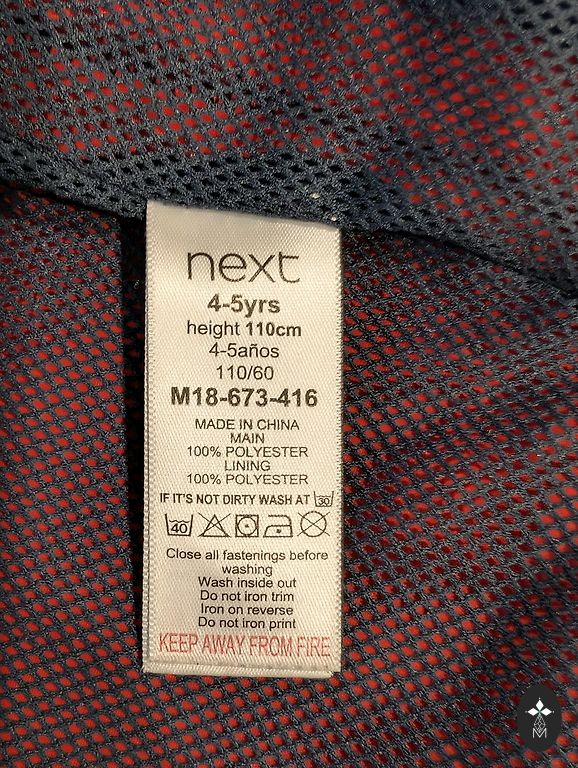 next
4-5yrs
height 110cm
4-5años
110/60
M18-673-416
MADE IN CHINA
MAIN
100% POLYESTER
LINING
100% POLYESTER
IF IT'S NOT DIRTY WASH AT 30
40
Close all fastenings before
washing
Wash inside out
Do not iron trim
Iron on reverse
Do not iron print
KEEP AWAY FROM FIRE
M